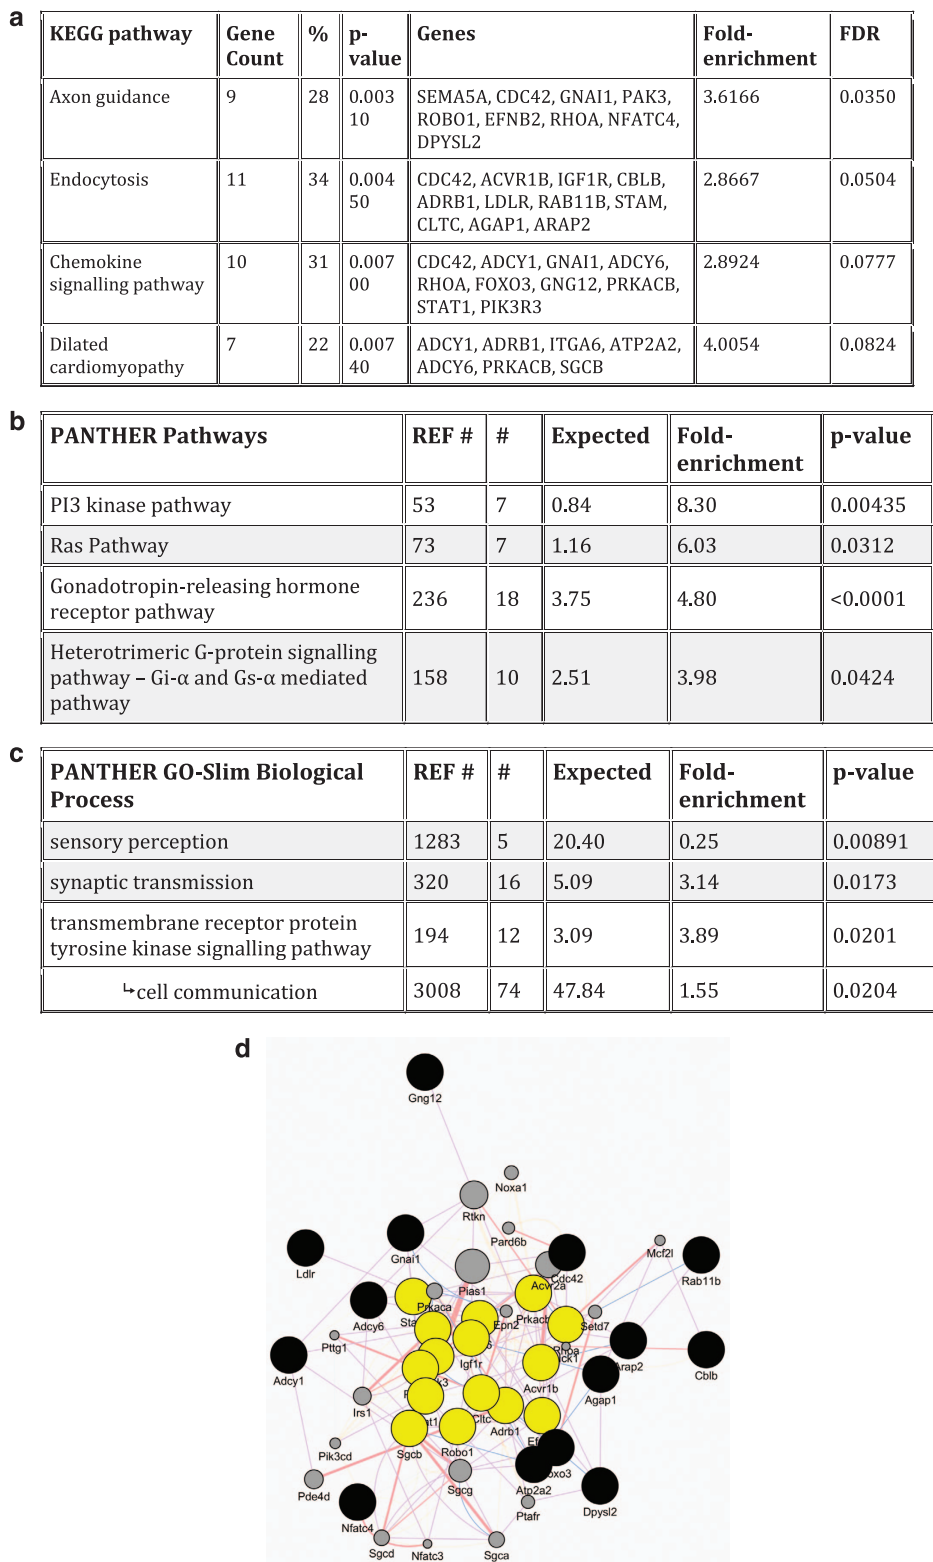 a
KEGG pathway Gene Count % p-value Genes Fold-enrichment FDR
Axon guidance 9 28 0.00310 SEMA5A, CDC42, GNAI1, PAK3, ROBO1, EFNB2, RHOA, NFATC4, DPYSL2 3.6166 0.0350
Endocytosis 11 34 0.00450 CDC42, ACVR1B, IGF1R, CBLB, ADRB1, LDLR, RAB11B, STAM, CLTC, AGAP1, ARAP2 2.8667 0.0504
Chemokine signalling pathway 10 31 0.00700 CDC42, ADCY1, GNAI1, ADCY6, RHOA, FOXO3, GNG12, PRKACB, STAT1, PIK3R3 2.8924 0.0777
Dilated cardiomyopathy 7 22 0.00740 ADCY1, ADRB1, ITGA6, ATP2A2, ADCY6, PRKACB, SGCB 4.0054 0.0824
b
PANTHER Pathways REF # # Expected Fold-enrichment p-value
PI3 kinase pathway 53 7 0.84 8.30 0.00435
Ras Pathway 73 7 1.16 6.03 0.0312
Gonadotropin-releasing hormone receptor pathway 236 18 3.75 4.80 <0.0001
Heterotrimeric G-protein signalling pathway – Gi-α and Gs-α mediated pathway 158 10 2.51 3.98 0.0424
c
PANTHER GO-Slim Biological Process REF # # Expected Fold-enrichment p-value
sensory perception 1283 5 20.40 0.25 0.00891
synaptic transmission 320 16 5.09 3.14 0.0173
transmembrane receptor protein tyrosine kinase signalling pathway 194 12 3.09 3.89 0.0201
↳cell communication 3008 74 47.84 1.55 0.0204
d
Gng12
Noxa1
Rtkn
Pard6b
Mcf2l
Gnai1
Ldlr
Cdc42
Rab11b
Pias1
Acvr2a
Prkaca
Adcy6
Epn2
Prkacb
Setd7
Pttg1
Igf1r
Rhoa
Arap2
Adcy1
Cblb
Acvr1b
Agap1
Irs1
Cltc
Adrb1
Pik3cd
Sgcb
Robo1
Pde4d
Sgcg
Atp2a2
Dpysl2
Ptafr
Nfatc4
Sgcd
Nfatc3
Sgca